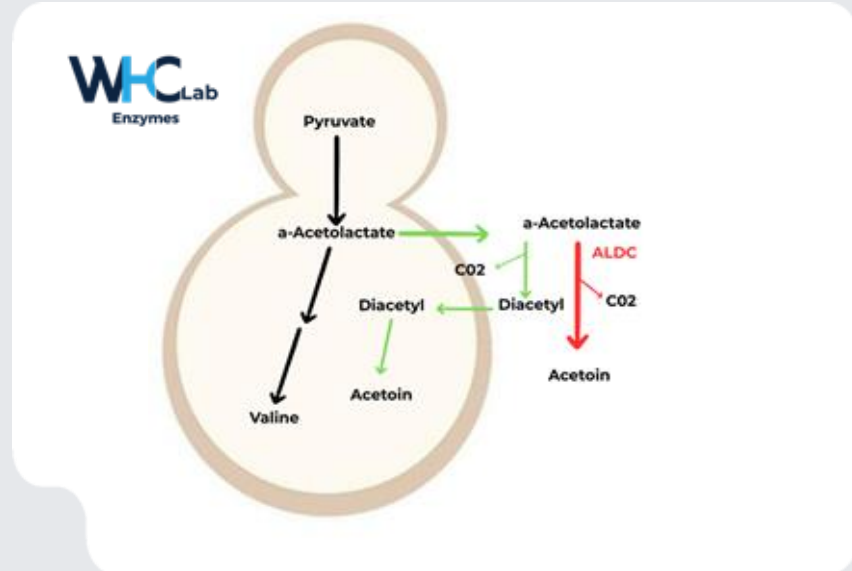 WHC Lab
Enzymes
Pyruvate
a-Acetolactate
a-Acetolactate
ALDC
C02
C02
Diacetyl
Diacetyl
Acetoin
Acetoin
Valine